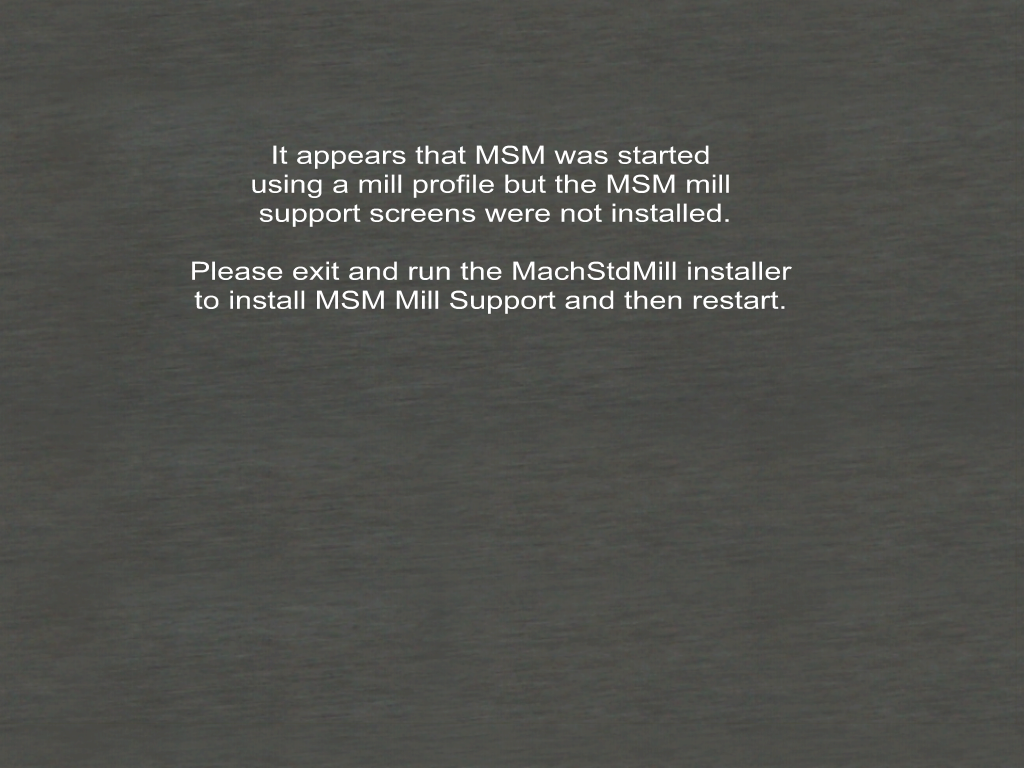 It appears that MSM was started
using a mill profile but the MSM mill
support screens were not installed.
Please exit and run the MachStdMill installer
to install MSM Mill Support and then restart.